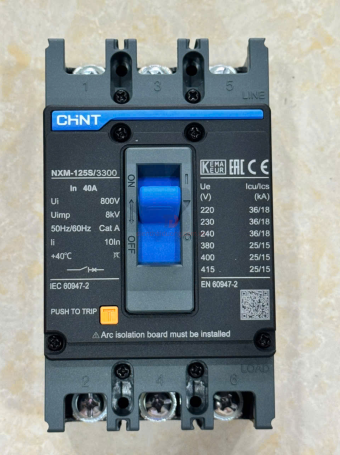 1 3 5
LINE
CHNT
NXM-125S/3300
In 40A
Ui 800V
Uimp 8kV
50Hz/60Hz Cat A
Ii 10In
+40℃
IEC 60947-2
PUSH TO TRIP
ON
OFF
I
O
KEMA KEUR EAC CE
Ue Icu/Ics
(V) (kA)
220 36/18
230 36/18
240 36/18
380 25/15
400 25/15
415 25/15
EN 60947-2
⚠ Arc isolation board must be installed
2 4 6
LOAD